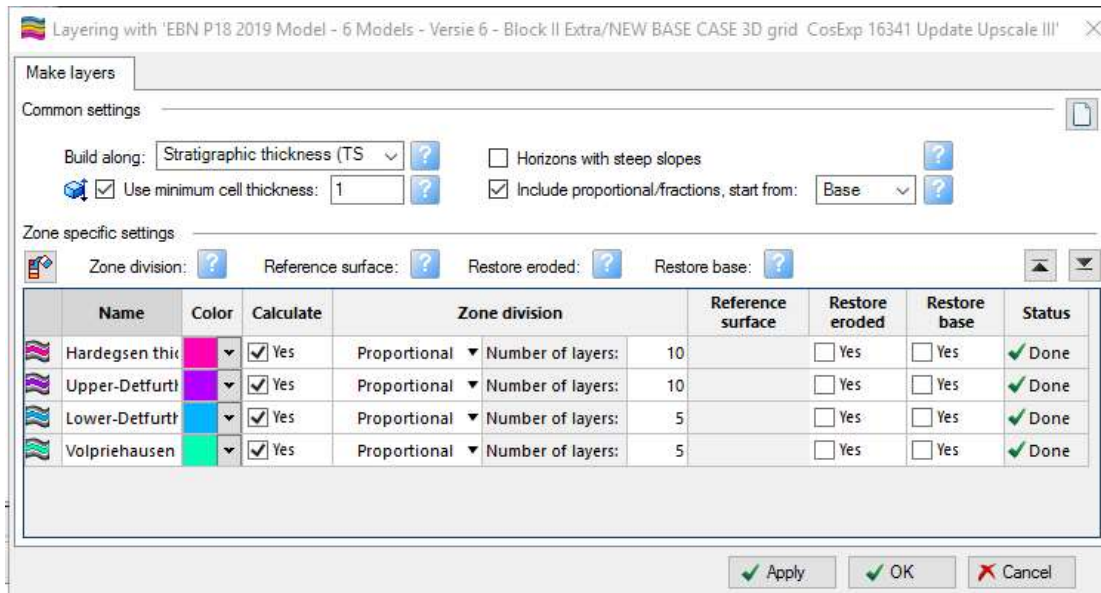 Layering with 'EBN P18 2019 Model - 6 Models - Versie 6 - Block II Extra/NEW BASE CASE 3D grid CosExp 16341 Update Upscale III'
Make layers
Common settings
Build along: Stratigraphic thickness (TS ? Horizons with steep slopes ?
Use minimum cell thickness: 1 ? Include proportional/fractions, start from: Base ?
Zone specific settings
Zone division: ? Reference surface: ? Restore eroded: ? Restore base: ?
Name Color Calculate Zone division Reference surface Restore eroded Restore base Status
Hardegsen thic Yes Proportional Number of layers: 10 Yes Yes Done
Upper-Detfurth Yes Proportional Number of layers: 10 Yes Yes Done
Lower-Detfurth Yes Proportional Number of layers: 5 Yes Yes Done
Volpriehausen Yes Proportional Number of layers: 5 Yes Yes Done
Apply OK Cancel